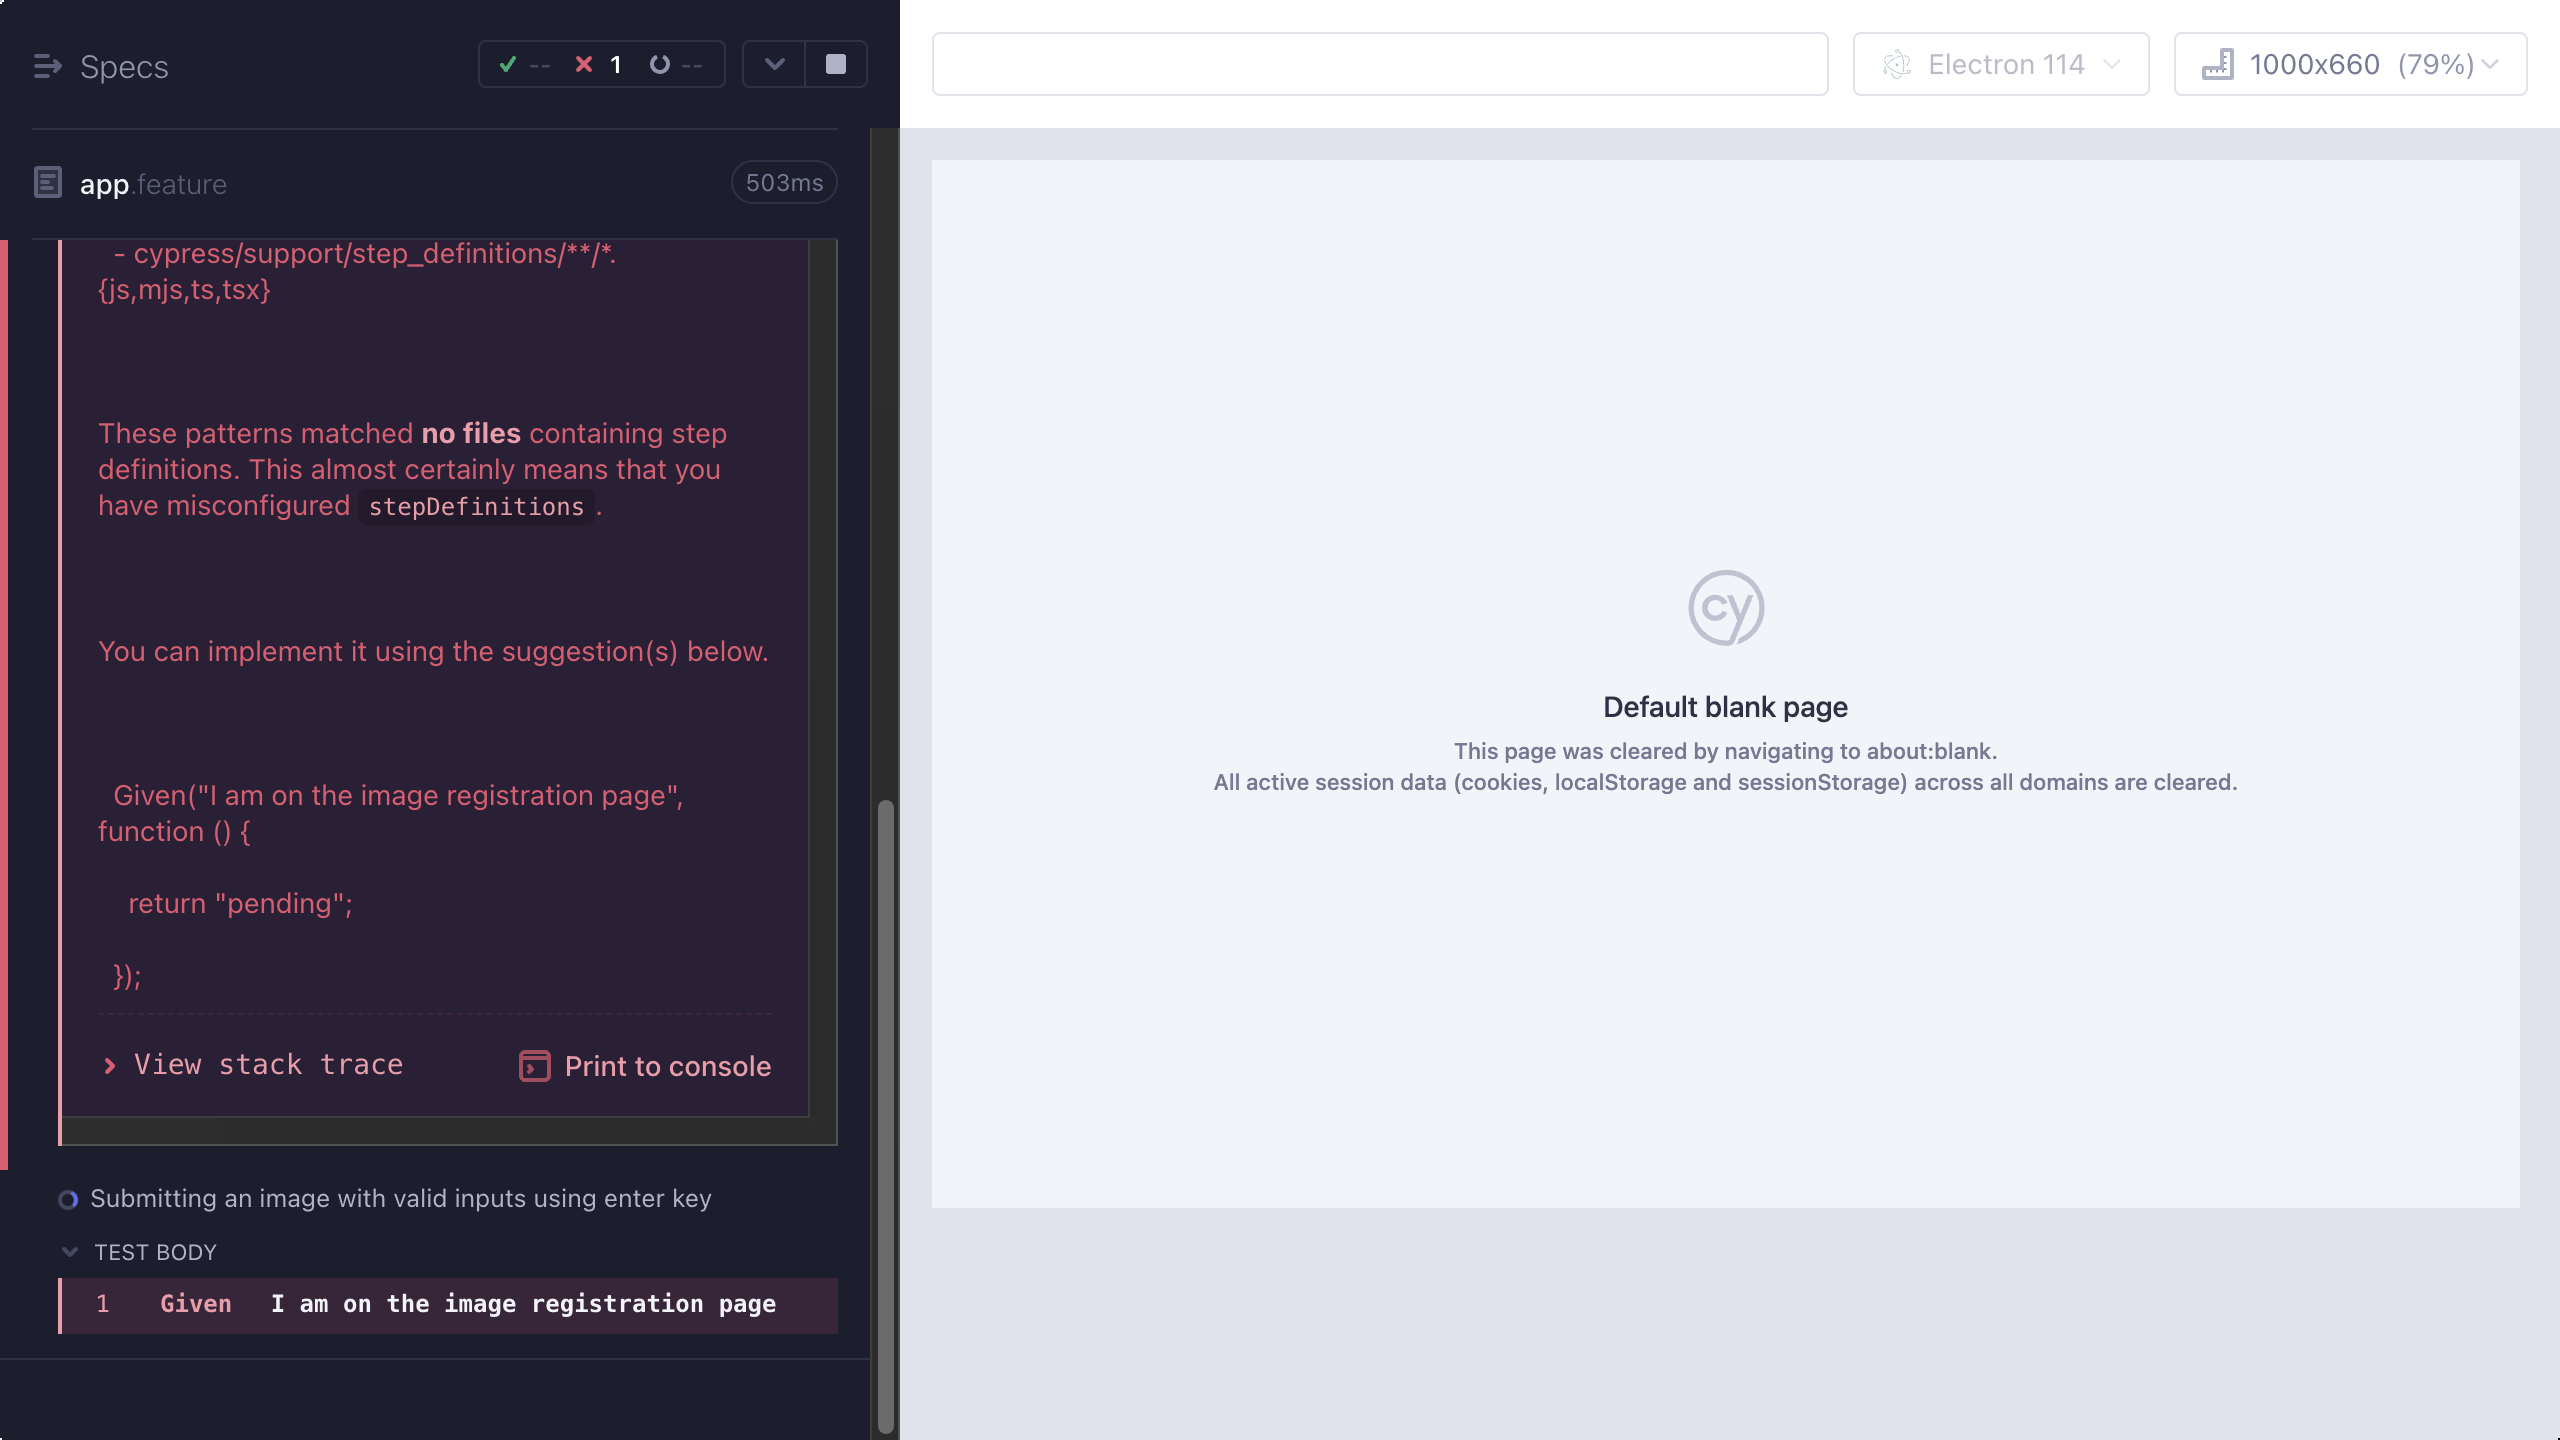 Specs
-- 1 --
Electron 114
1000x660 (79%)
app.feature
503ms
- cypress/support/step_definitions/**/*.
{js,mjs,ts,tsx}
These patterns matched no files containing step
definitions. This almost certainly means that you
have misconfigured stepDefinitions.
You can implement it using the suggestion(s) below.
Given("I am on the image registration page",
function () {
return "pending";
});
View stack trace
Print to console
Submitting an image with valid inputs using enter key
TEST BODY
1 Given I am on the image registration page
cy
Default blank page
This page was cleared by navigating to about:blank.
All active session data (cookies, localStorage and sessionStorage) across all domains are cleared.